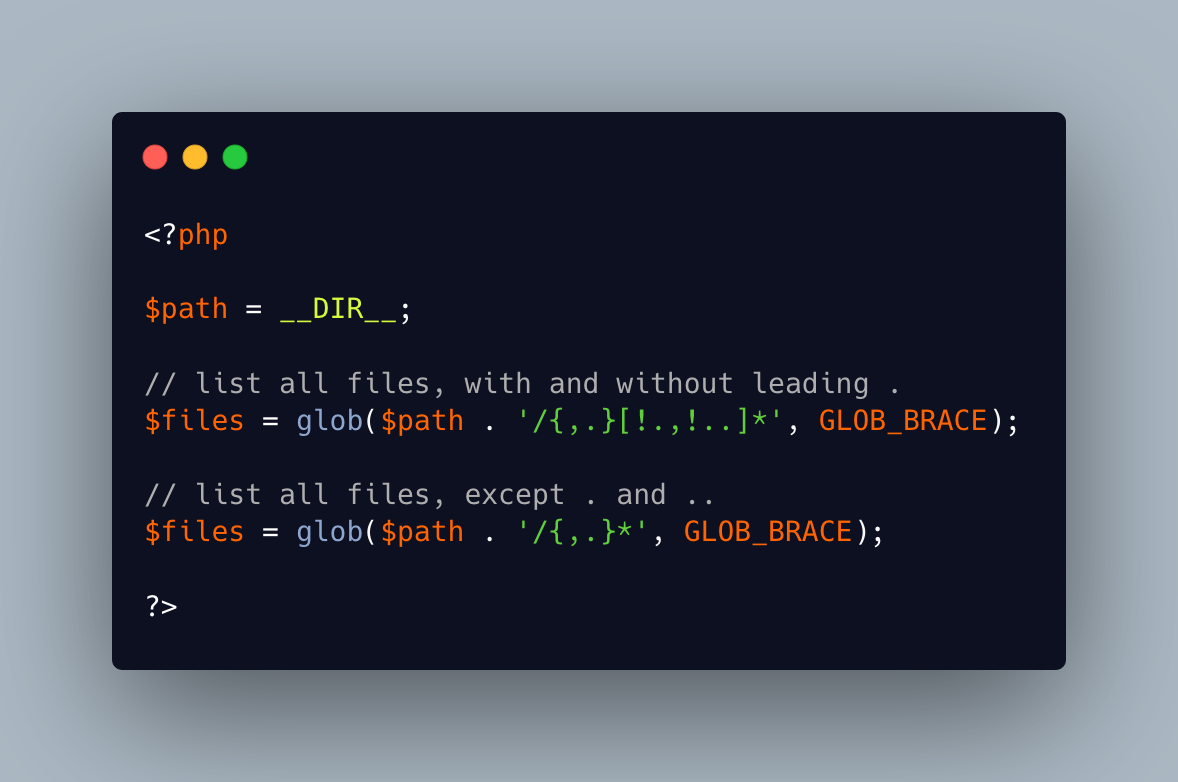 <?php
$path = __DIR__;
// list all files, with and without leading .
$files = glob($path . '/{,.}[!.,!..]*', GLOB_BRACE);
// list all files, except . and ..
$files = glob($path . '/{,.}*', GLOB_BRACE);
?>